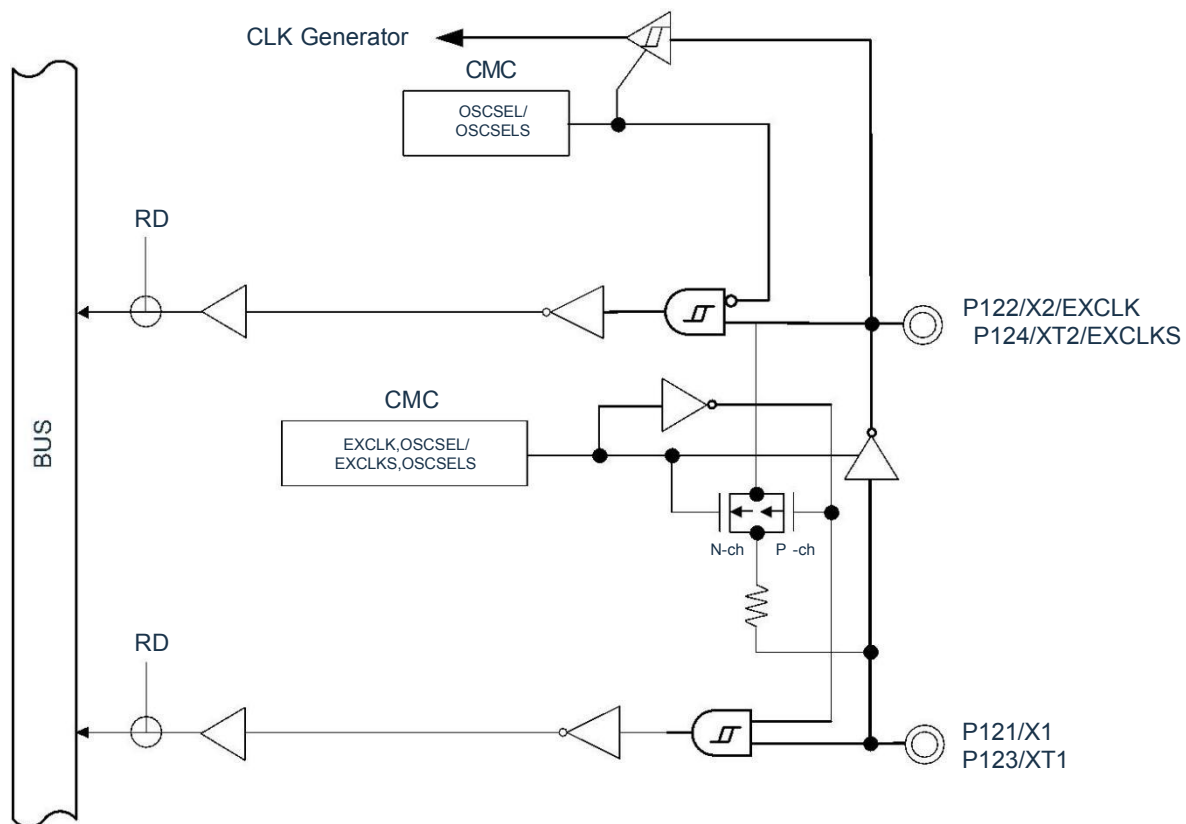 CLK Generator
CMC
OSCSEL/
OSCSELS
RD
P122/X2/EXCLK
P124/XT2/EXCLKS
CMC
EXCLK,OSCSEL/
EXCLKS,OSCSELS
BUS
N-ch
P -ch
RD
P121/X1
P123/XT1